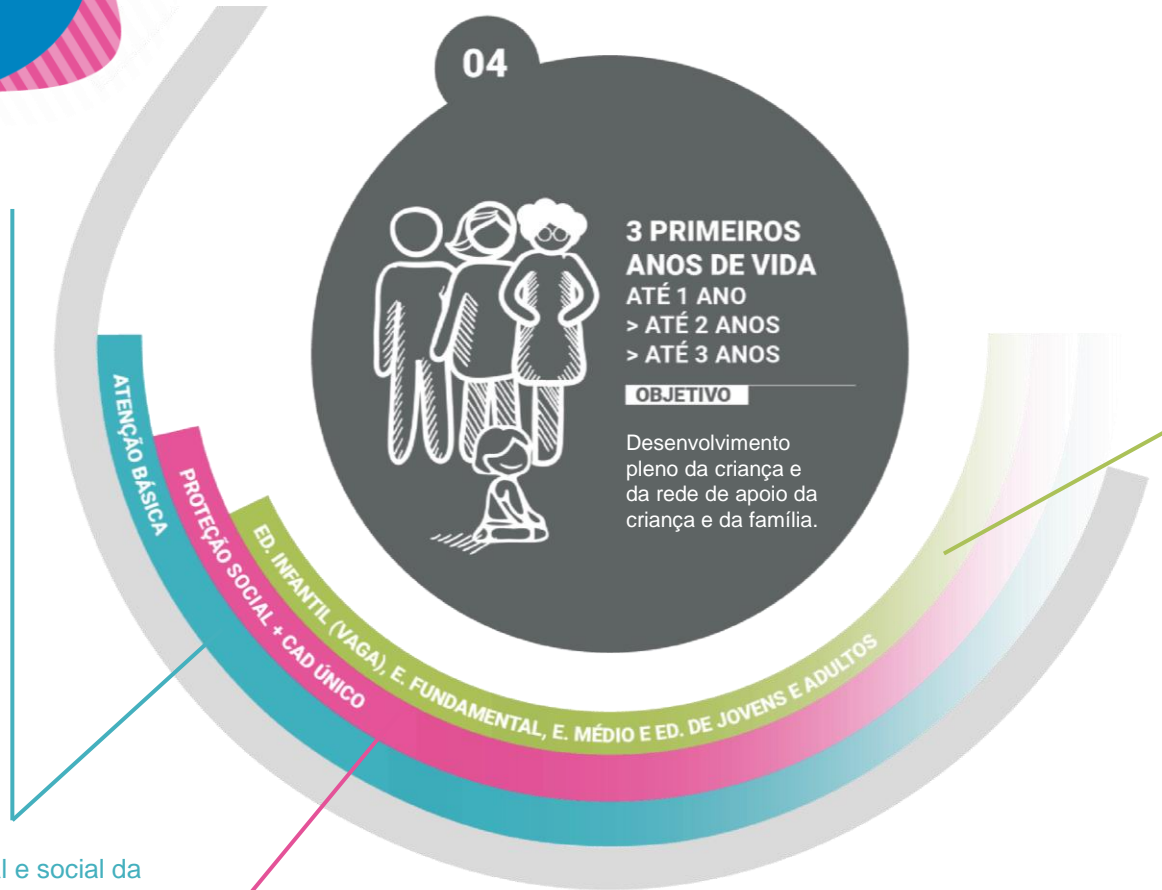 04
3 PRIMEIROS
ANOS DE VIDA
ATÉ 1 ANO
> ATÉ 2 ANOS
> ATÉ 3 ANOS
OBJETIVO
Desenvolvimento
pleno da criança e
da rede de apoio da
criança e da família.
ATENÇÃO BÁSICA
PROTEÇÃO SOCIAL + CAD ÚNICO
ED. INFANTIL (VAGA), E. FUNDAMENTAL, E. MÉDIO E ED. DE JOVENS E ADULTOS
e social da